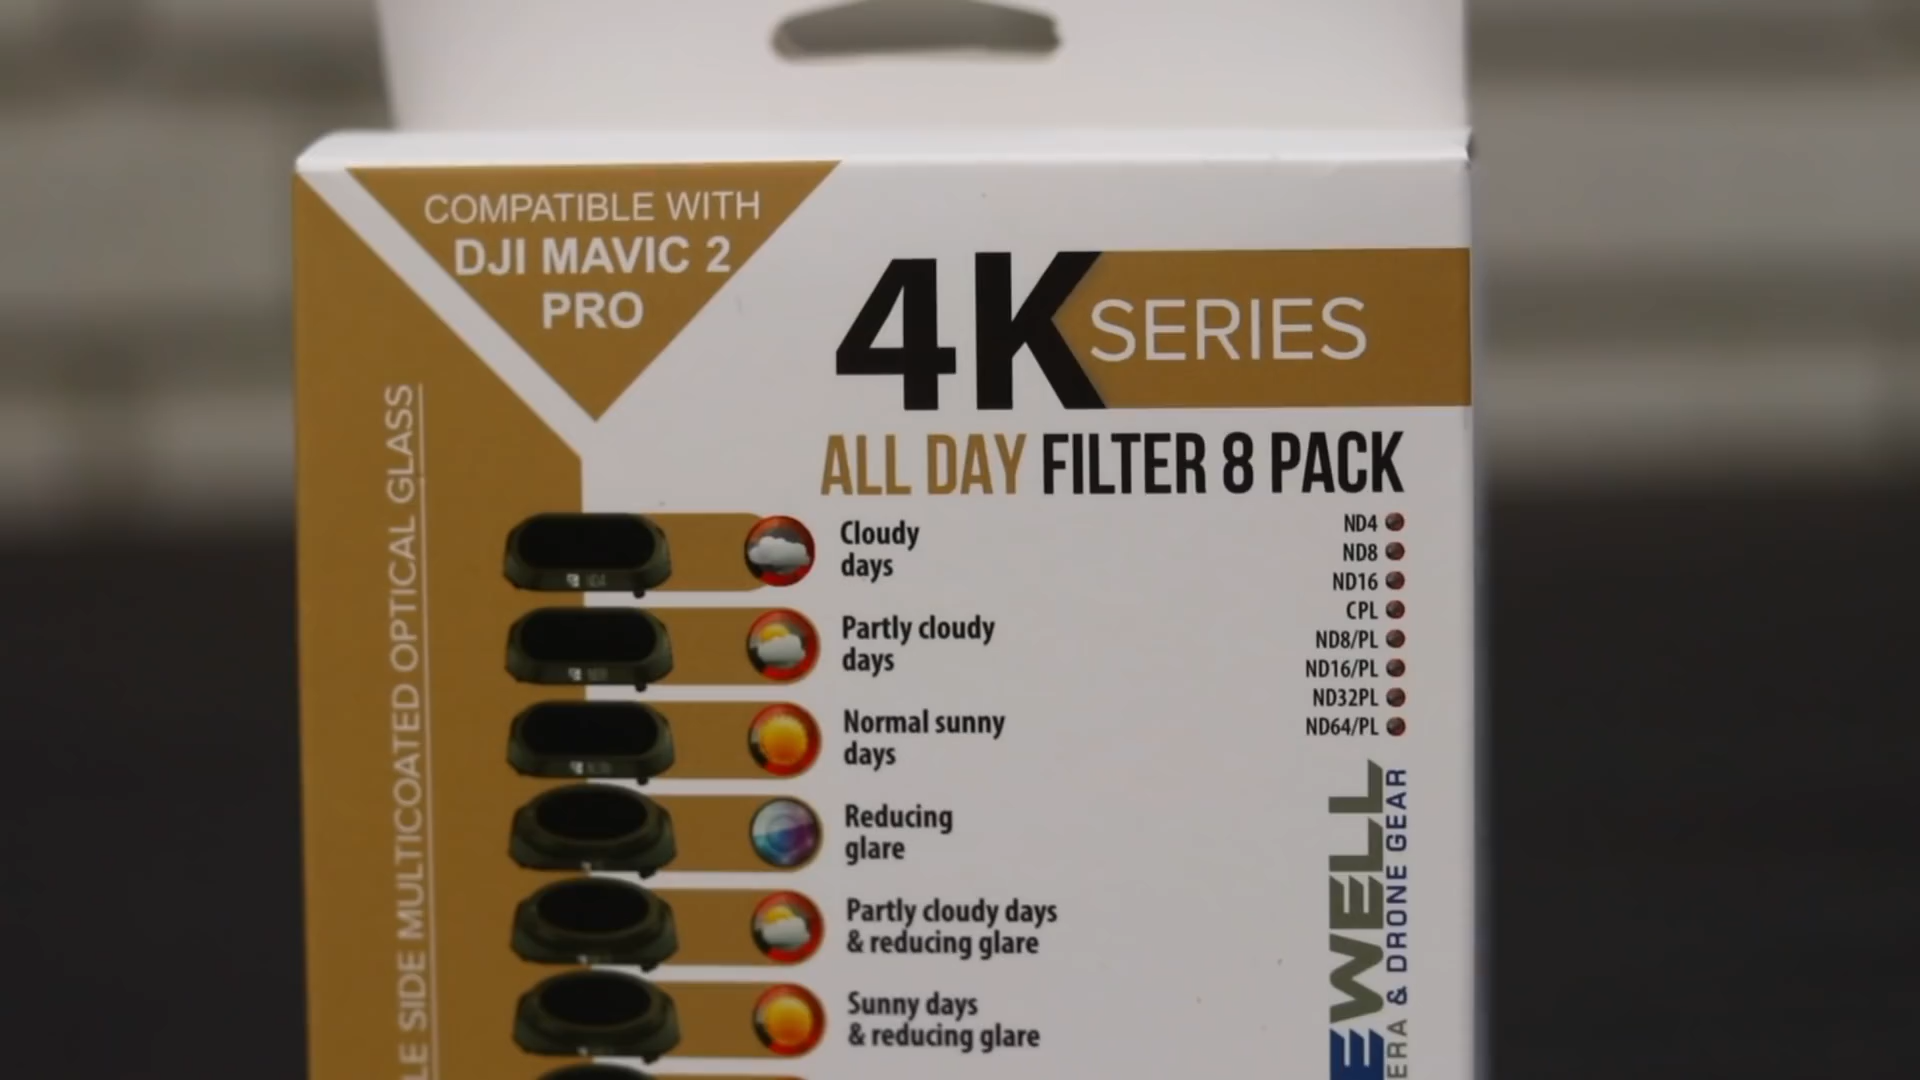 COMPATIBLE WITH
DJI MAVIC 2
PRO
4K SERIES
ALL DAY FILTER 8 PACK
Cloudy
days
Partly cloudy
days
Normal sunny
days
Reducing
glare
Partly cloudy days
& reducing glare
Sunny days
& reducing glare
ND4
ND8
ND16
CPL
ND8/PL
ND16/PL
ND32PL
ND64/PL
SIDE MULTICOATED OPTICAL GLASS
EWELL
ERA & DRONE GEAR